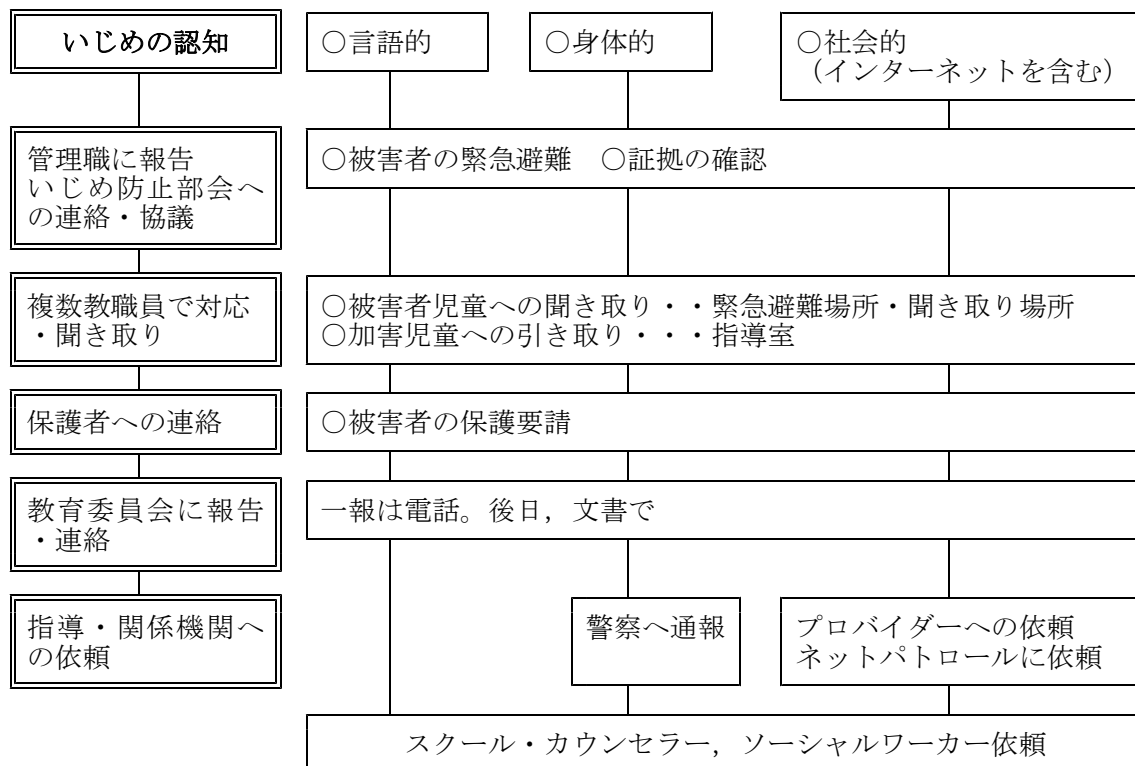 いじめの認知
○言語的
○身体的
○社会的
(インターネットを含む)
管理職に報告
いじめ防止部会へ
の連絡・協議
○被害者の緊急避難 ○証拠の確認
複数教職員で対応
・聞き取り
○被害者児童への聞き取り・・緊急避難場所・聞き取り場所
○加害児童への引き取り・・・指導室
保護者への連絡
○被害者の保護要請
教育委員会に報告
・連絡
一報は電話。後日，文書で
指導・関係機関へ
の依頼
警察へ通報
プロバイダーへの依頼
ネットパトロールに依頼
スクール・カウンセラー，ソーシャルワーカー依頼